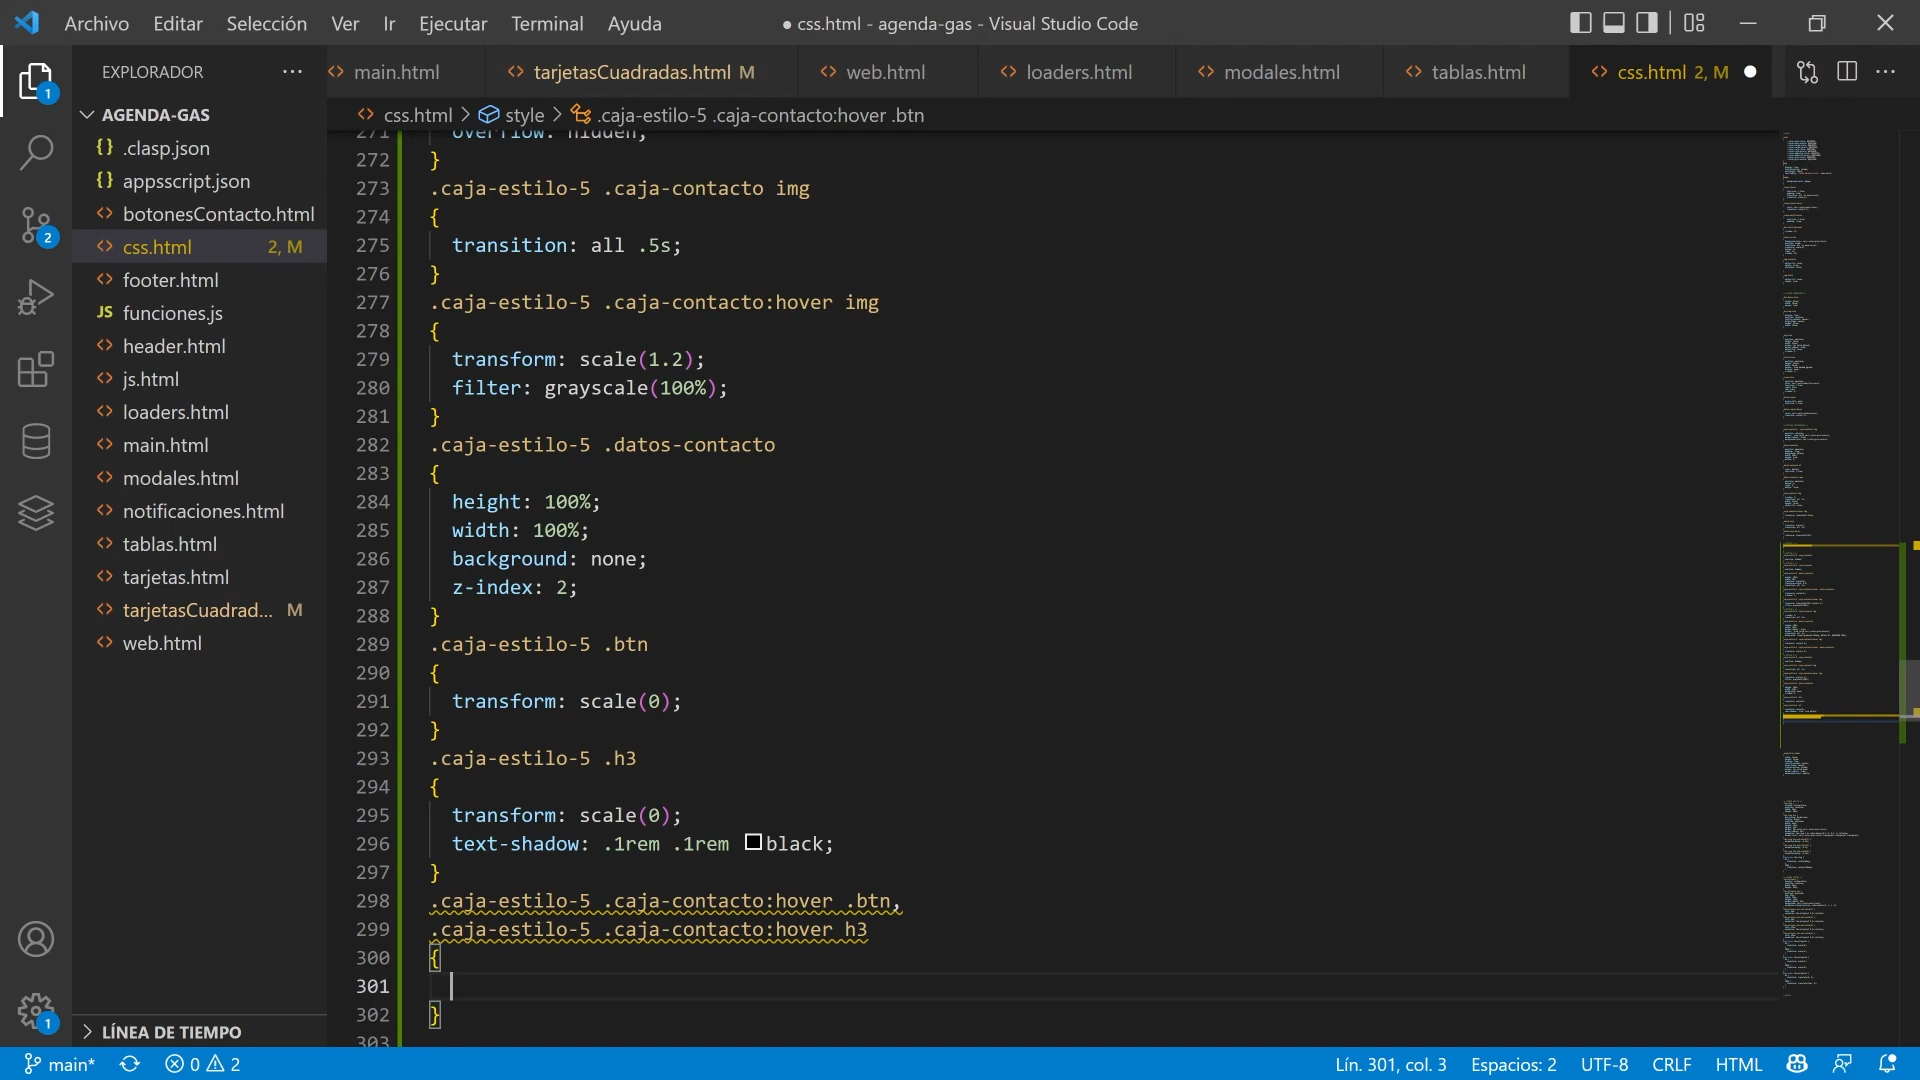 Archivo Editar Selección Ver Ir Ejecutar Terminal Ayuda
● css.html - agenda-gas - Visual Studio Code
EXPLORADOR
main.html
tarjetasCuadradas.html M
web.html
loaders.html
modales.html
tablas.html
css.html 2, M
1
AGENDA-GAS
css.html > style > .caja-estilo-5 .caja-contacto:hover .btn
.clasp.json
appsscript.json
botonesContacto.html
css.html 2, M
2
footer.html
JS funciones.js
header.html
js.html
loaders.html
main.html
modales.html
notificaciones.html
tablas.html
tarjetas.html
tarjetasCuadrad... M
web.html
1
LÍNEA DE TIEMPO
271 overflow: hidden;
272 }
273 .caja-estilo-5 .caja-contacto img
274 {
275 transition: all .5s;
276 }
277 .caja-estilo-5 .caja-contacto:hover img
278 {
279 transform: scale(1.2);
280 filter: grayscale(100%);
281 }
282 .caja-estilo-5 .datos-contacto
283 {
284 height: 100%;
285 width: 100%;
286 background: none;
287 z-index: 2;
288 }
289 .caja-estilo-5 .btn
290 {
291 transform: scale(0);
292 }
293 .caja-estilo-5 .h3
294 {
295 transform: scale(0);
296 text-shadow: .1rem .1rem black;
297 }
298 .caja-estilo-5 .caja-contacto:hover .btn,
299 .caja-estilo-5 .caja-contacto:hover h3
300 {
301
302 }
303
main* 0 2
Lín. 301, col. 3 Espacios: 2 UTF-8 CRLF HTML